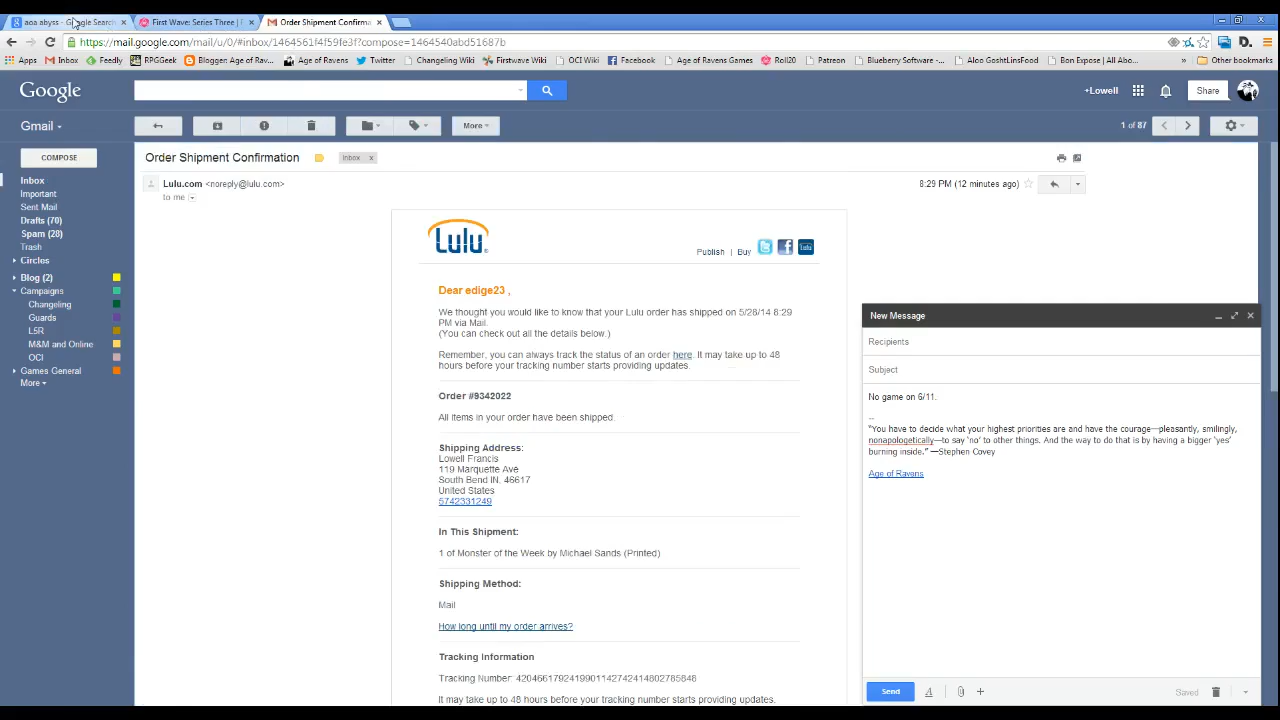 aoa abyss - Google Search
First Wave: Series Three |
Order Shipment Confirma
https://mail.google.com/mail/u/0/#inbox/1464561f4f59fe3f?compose=1464540abd51687b
Apps
Inbox
Feedly
RPGGeek
Blogger: Age of Rav...
Age of Ravens
Twitter
Changeling Wiki
Firstwave Wiki
OCI Wiki
Facebook
Age of Ravens Games
Roll20
Patreon
Blueberry Software -...
Aloo GoshtLinsFood
Bon Expose | All Abo...
»
Other bookmarks
Google
+Lowell
Share
Gmail
More
1 of 87
COMPOSE
Inbox
Important
Sent Mail
Drafts (70)
Spam (28)
Trash
Circles
Blog (2)
Campaigns
Changeling
Guards
L5R
M&M and Online
OCI
Games General
More
Order Shipment Confirmation
Inbox x
Lulu.com <noreply@lulu.com>
8:29 PM (12 minutes ago)
to me
Lulu
Publish | Buy
Lulu
Dear edige23 ,
We thought you would like to know that your Lulu order has shipped on 5/28/14 8:29
PM via Mail.
(You can check out all the details below.)
Remember, you can always track the status of an order here. It may take up to 48
hours before your tracking number starts providing updates.
Order #9342022
All items in your order have been shipped.
Shipping Address:
Lowell Francis
119 Marquette Ave
South Bend IN, 46617
United States
5742331249
In This Shipment:
1 of Monster of the Week by Michael Sands (Printed)
Shipping Method:
Mail
How long until my order arrives?
Tracking Information
Tracking Number: 420466179241990114274241480278​5846
It may take up to 48 hours before your tracking number starts providing updates.
New Message
Recipients
Subject
No game on 6/11.
--
"You have to decide what your highest priorities are and have the courage—pleasantly, smilingly,
nonapologetically—to say 'no' to other things. And the way to do that is by having a bigger 'yes'
burning inside." —Stephen Covey
Age of Ravens
Send
Saved